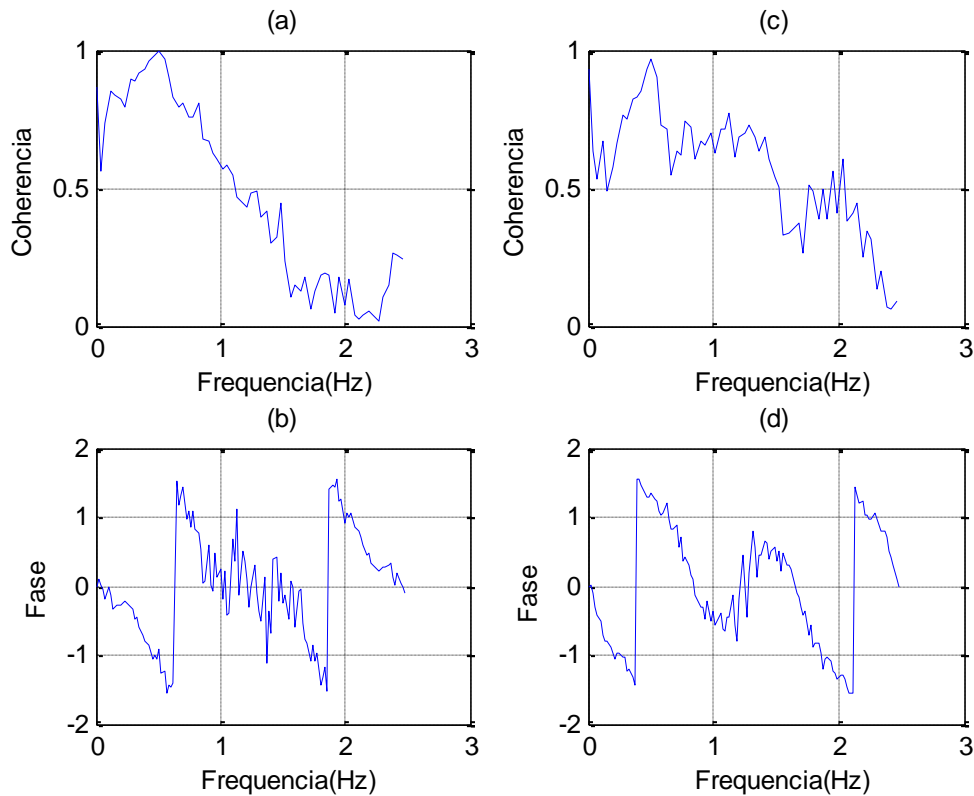 (a)
1
0.5
0
Coherencia
0 1 2 3
Frequencia(Hz)
(c)
1
0.5
0
Coherencia
0 1 2 3
Frequencia(Hz)
(b)
2
1
0
-1
-2
Fase
0 1 2 3
Frequencia(Hz)
(d)
2
1
0
-1
-2
Fase
0 1 2 3
Frequencia(Hz)